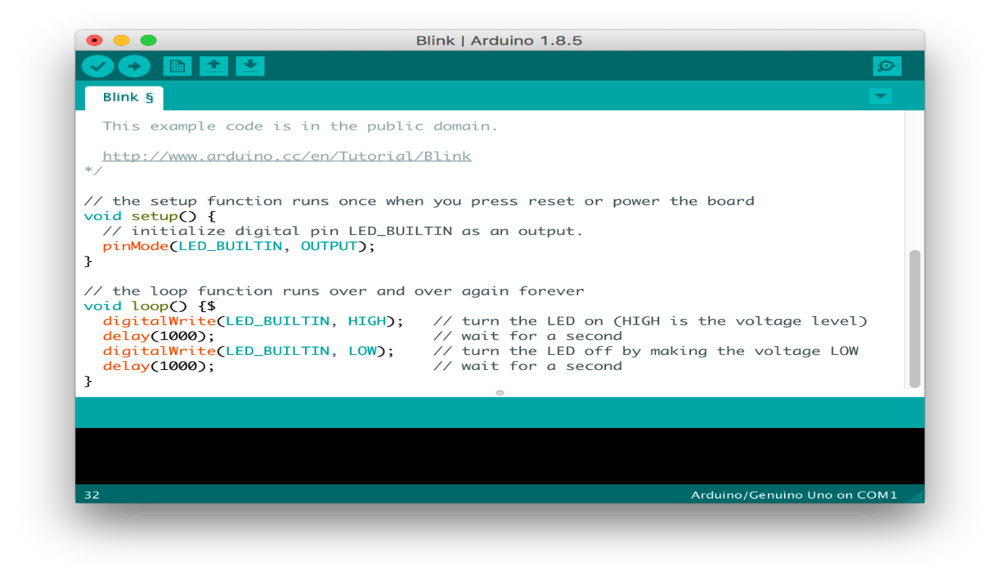 Blink | Arduino 1.8.5
Blink §
This example code is in the public domain.
http://www.arduino.cc/en/Tutorial/Blink
*/
// the setup function runs once when you press reset or power the board
void setup() {
// initialize digital pin LED_BUILTIN as an output.
pinMode(LED_BUILTIN, OUTPUT);
}
// the loop function runs over and over again forever
void loop() {$
digitalWrite(LED_BUILTIN, HIGH);   // turn the LED on (HIGH is the voltage level)
delay(1000);                       // wait for a second
digitalWrite(LED_BUILTIN, LOW);    // turn the LED off by making the voltage LOW
delay(1000);                       // wait for a second
}
32 Arduino/Genuino Uno on COM1